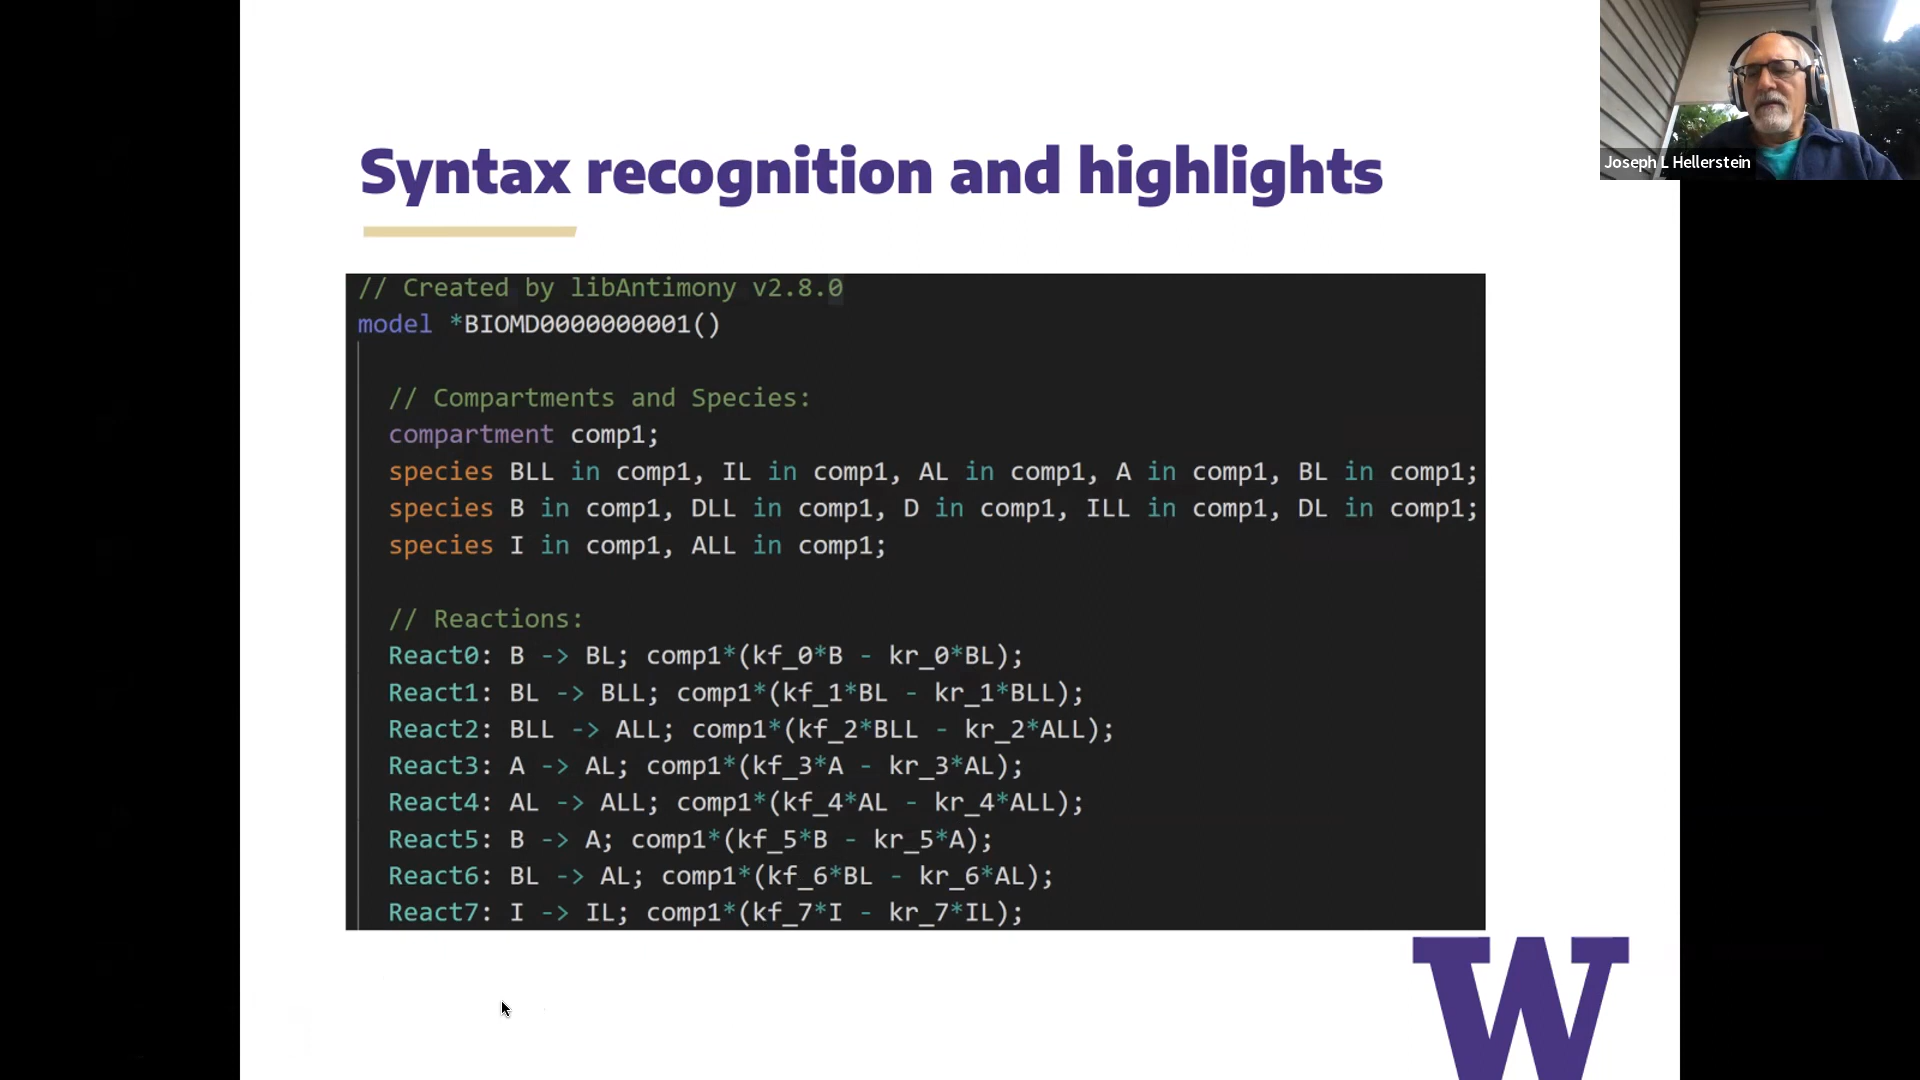 Joseph L Hellerstein
Syntax recognition and highlights
// Created by libAntimony v2.8.0
model *BIOMD0000000001()
// Compartments and Species:
compartment comp1;
species BLL in comp1, IL in comp1, AL in comp1, A in comp1, BL in comp1;
species B in comp1, DLL in comp1, D in comp1, ILL in comp1, DL in comp1;
species I in comp1, ALL in comp1;
// Reactions:
React0: B -> BL; comp1*(kf_0*B - kr_0*BL);
React1: BL -> BLL; comp1*(kf_1*BL - kr_1*BLL);
React2: BLL -> ALL; comp1*(kf_2*BLL - kr_2*ALL);
React3: A -> AL; comp1*(kf_3*A - kr_3*AL);
React4: AL -> ALL; comp1*(kf_4*AL - kr_4*ALL);
React5: B -> A; comp1*(kf_5*B - kr_5*A);
React6: BL -> AL; comp1*(kf_6*BL - kr_6*AL);
React7: I -> IL; comp1*(kf_7*I - kr_7*IL);
W